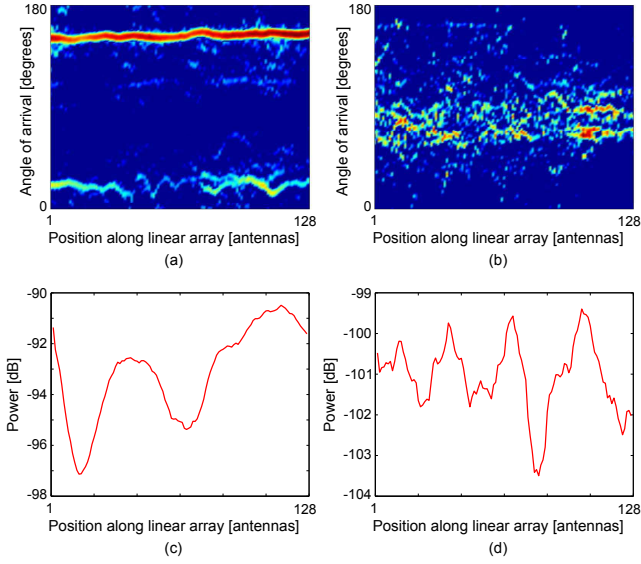 180
Angle of arrival [degrees]
0
1
128
Position along linear array [antennas]
(a)
180
Angle of arrival [degrees]
0
1
128
Position along linear array [antennas]
(b)
-90
-92
-94
-96
-98
Power [dB]
1
128
Position along linear array [antennas]
(c)
-99
-100
-101
-102
-103
-104
Power [dB]
1
128
Position along linear array [antennas]
(d)